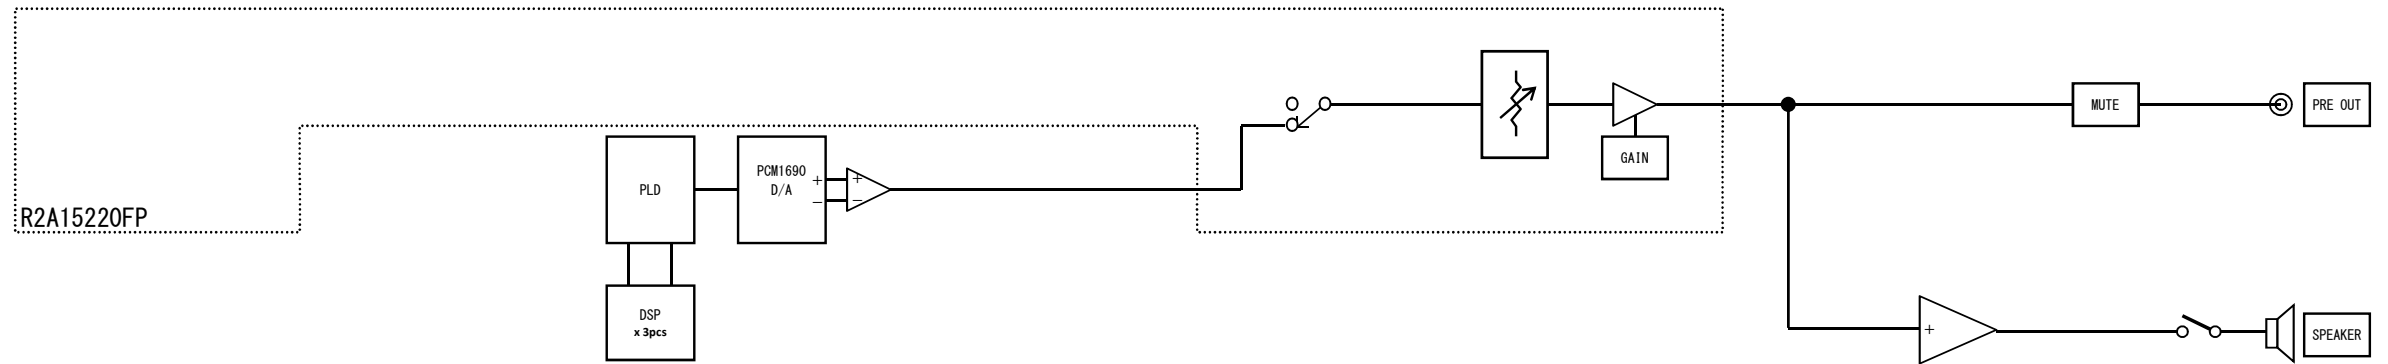 MUTE
PRE OUT
GAIN
PLD
PCM1690
D/A
+
−
+
−
R2A15220FP
DSP
x 3pcs
+
SPEAKER